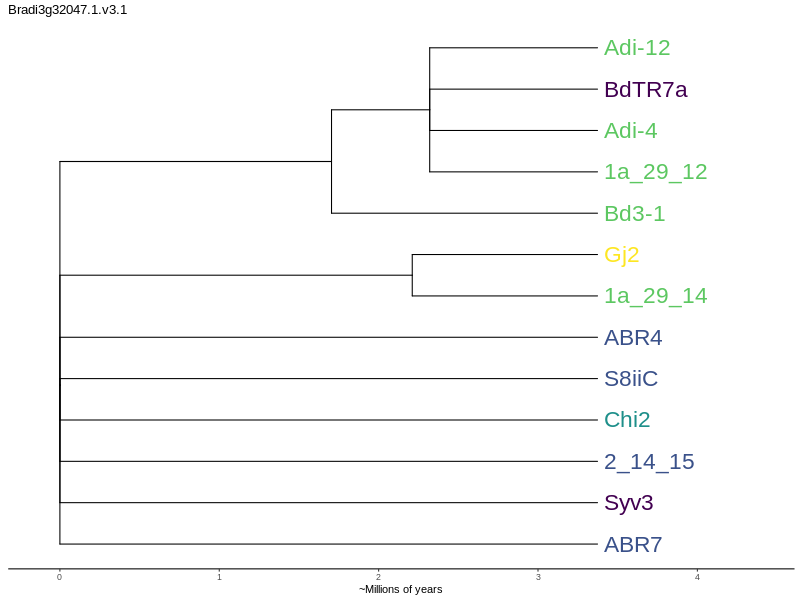 Bradi3g32047.1.v3.1
Adi-12
BdTR7a
Adi-4
1a_29_12
Bd3-1
Gj2
1a_29_14
ABR4
S8iiC
Chi2
2_14_15
Syv3
ABR7
0 1 2 3 4
~Millions of years